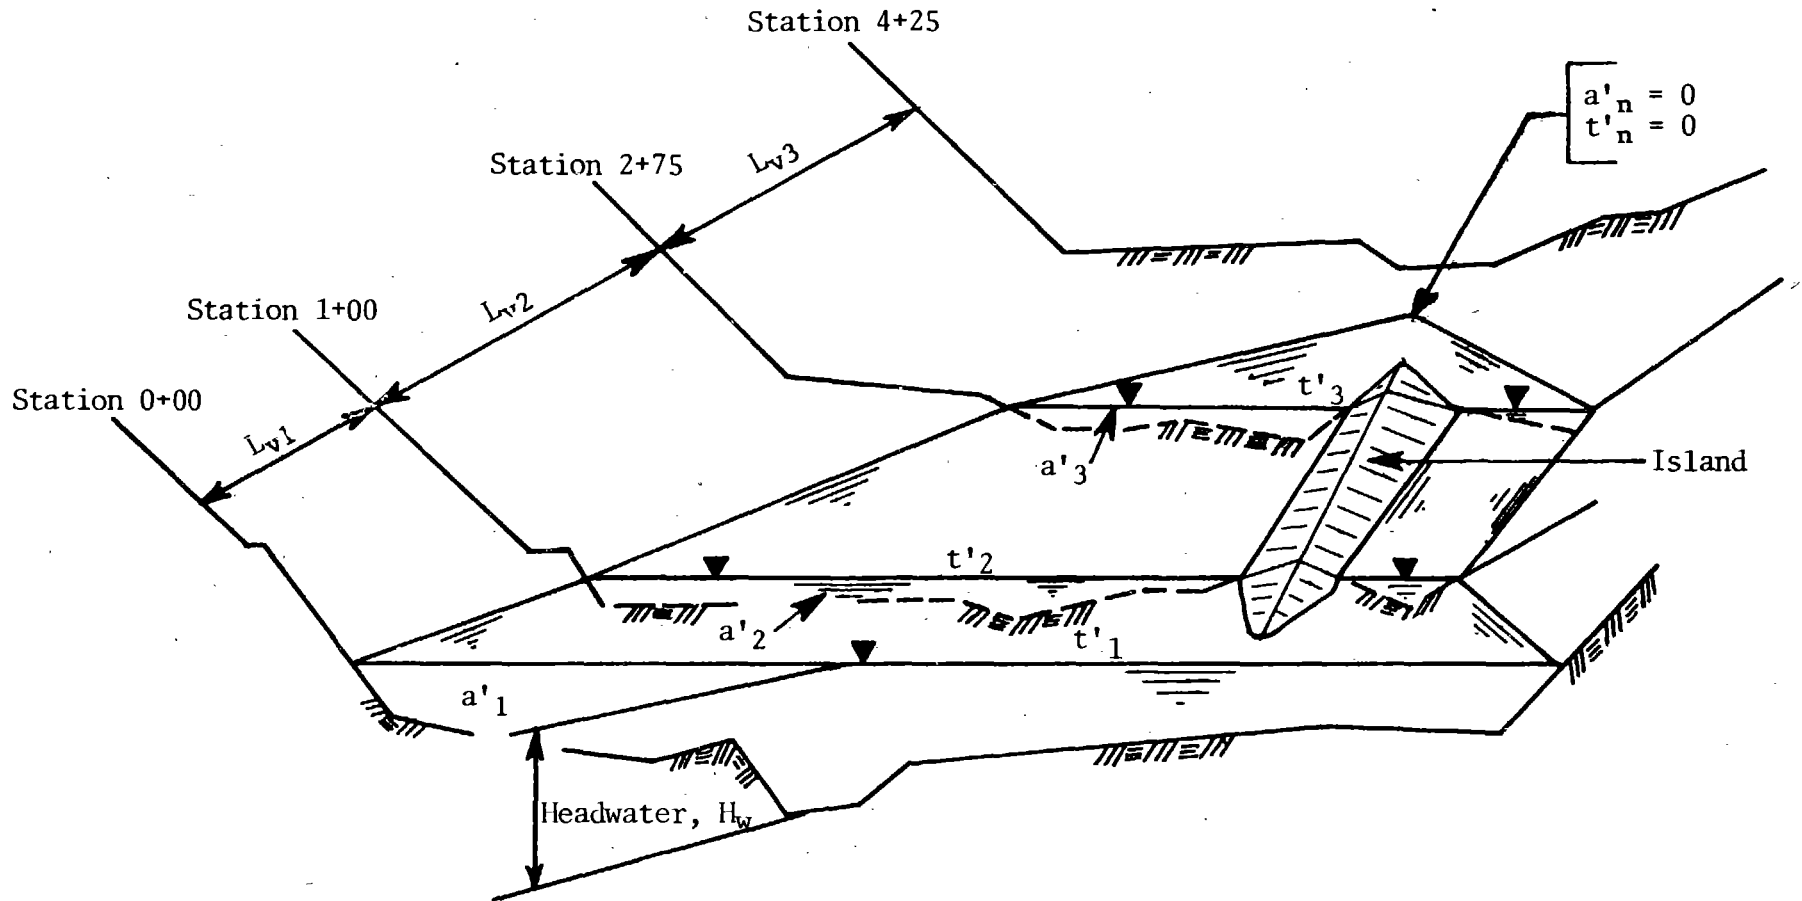 Station 4+25
a'n = 0
t'n = 0
Lv3
Station 2+75
Lv2
Station 1+00
t'3
Station 0+00
Lv1
a'3
Island
t'2
a'2
t'1
a'1
Headwater, Hw